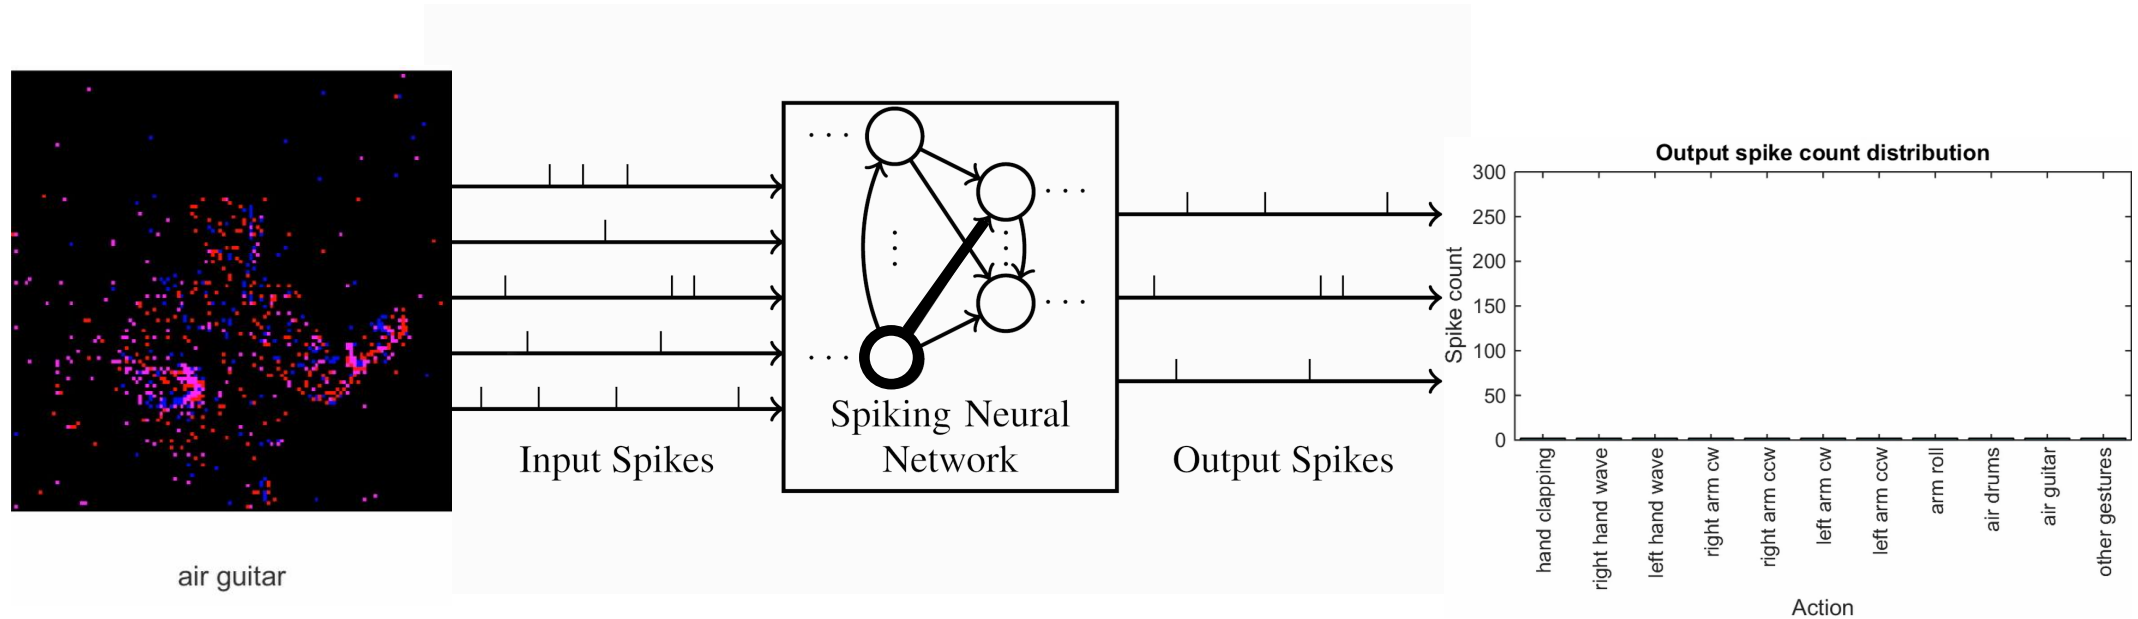 air guitar
Input Spikes
Spiking Neural
Network
Output Spikes
Output spike count distribution
Spike count
300
250
200
150
100
50
0
hand clapping
right hand wave
left hand wave
right arm cw
right arm ccw
left arm cw
left arm ccw
arm roll
air drums
air guitar
other gestures
Action